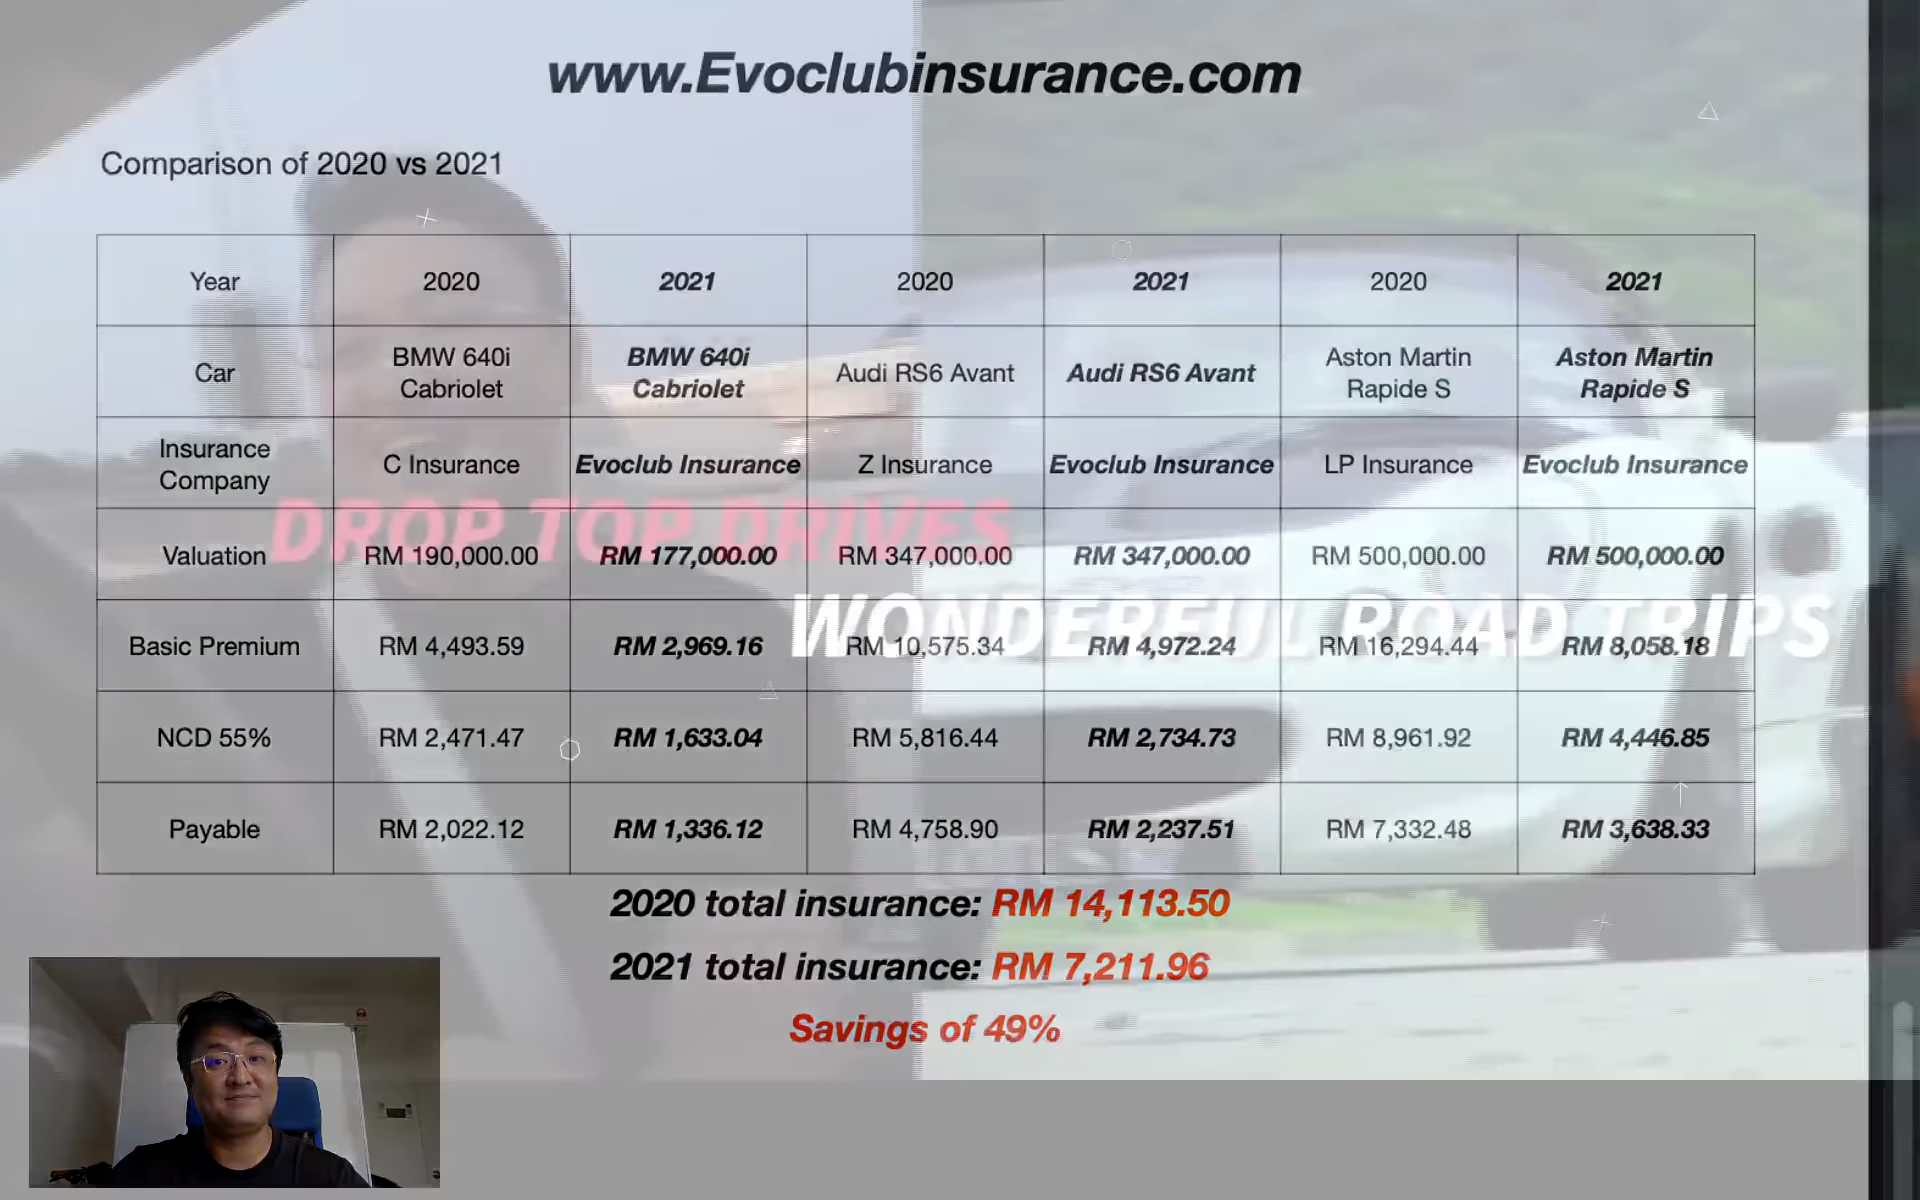 www.Evoclubinsurance.com
Comparison of 2020 vs 2021
Year 2020 2021 2020 2021 2020 2021
Car BMW 640i Cabriolet BMW 640i Cabriolet Audi RS6 Avant Audi RS6 Avant Aston Martin Rapide S Aston Martin Rapide S
Insurance Company C Insurance Evoclub Insurance Z Insurance Evoclub Insurance LP Insurance Evoclub Insurance
DROP TOP DRIVES
Valuation RM 190,000.00 RM 177,000.00 RM 347,000.00 RM 347,000.00 RM 500,000.00 RM 500,000.00
WONDERFUL ROAD TRIPS
Basic Premium RM 4,493.59 RM 2,969.16 RM 10,575.34 RM 4,972.24 RM 16,294.44 RM 8,058.18
NCD 55% RM 2,471.47 RM 1,633.04 RM 5,816.44 RM 2,734.73 RM 8,961.92 RM 4,446.85
Payable RM 2,022.12 RM 1,336.12 RM 4,758.90 RM 2,237.51 RM 7,332.48 RM 3,638.33
2020 total insurance: RM 14,113.50
2021 total insurance: RM 7,211.96
Savings of 49%